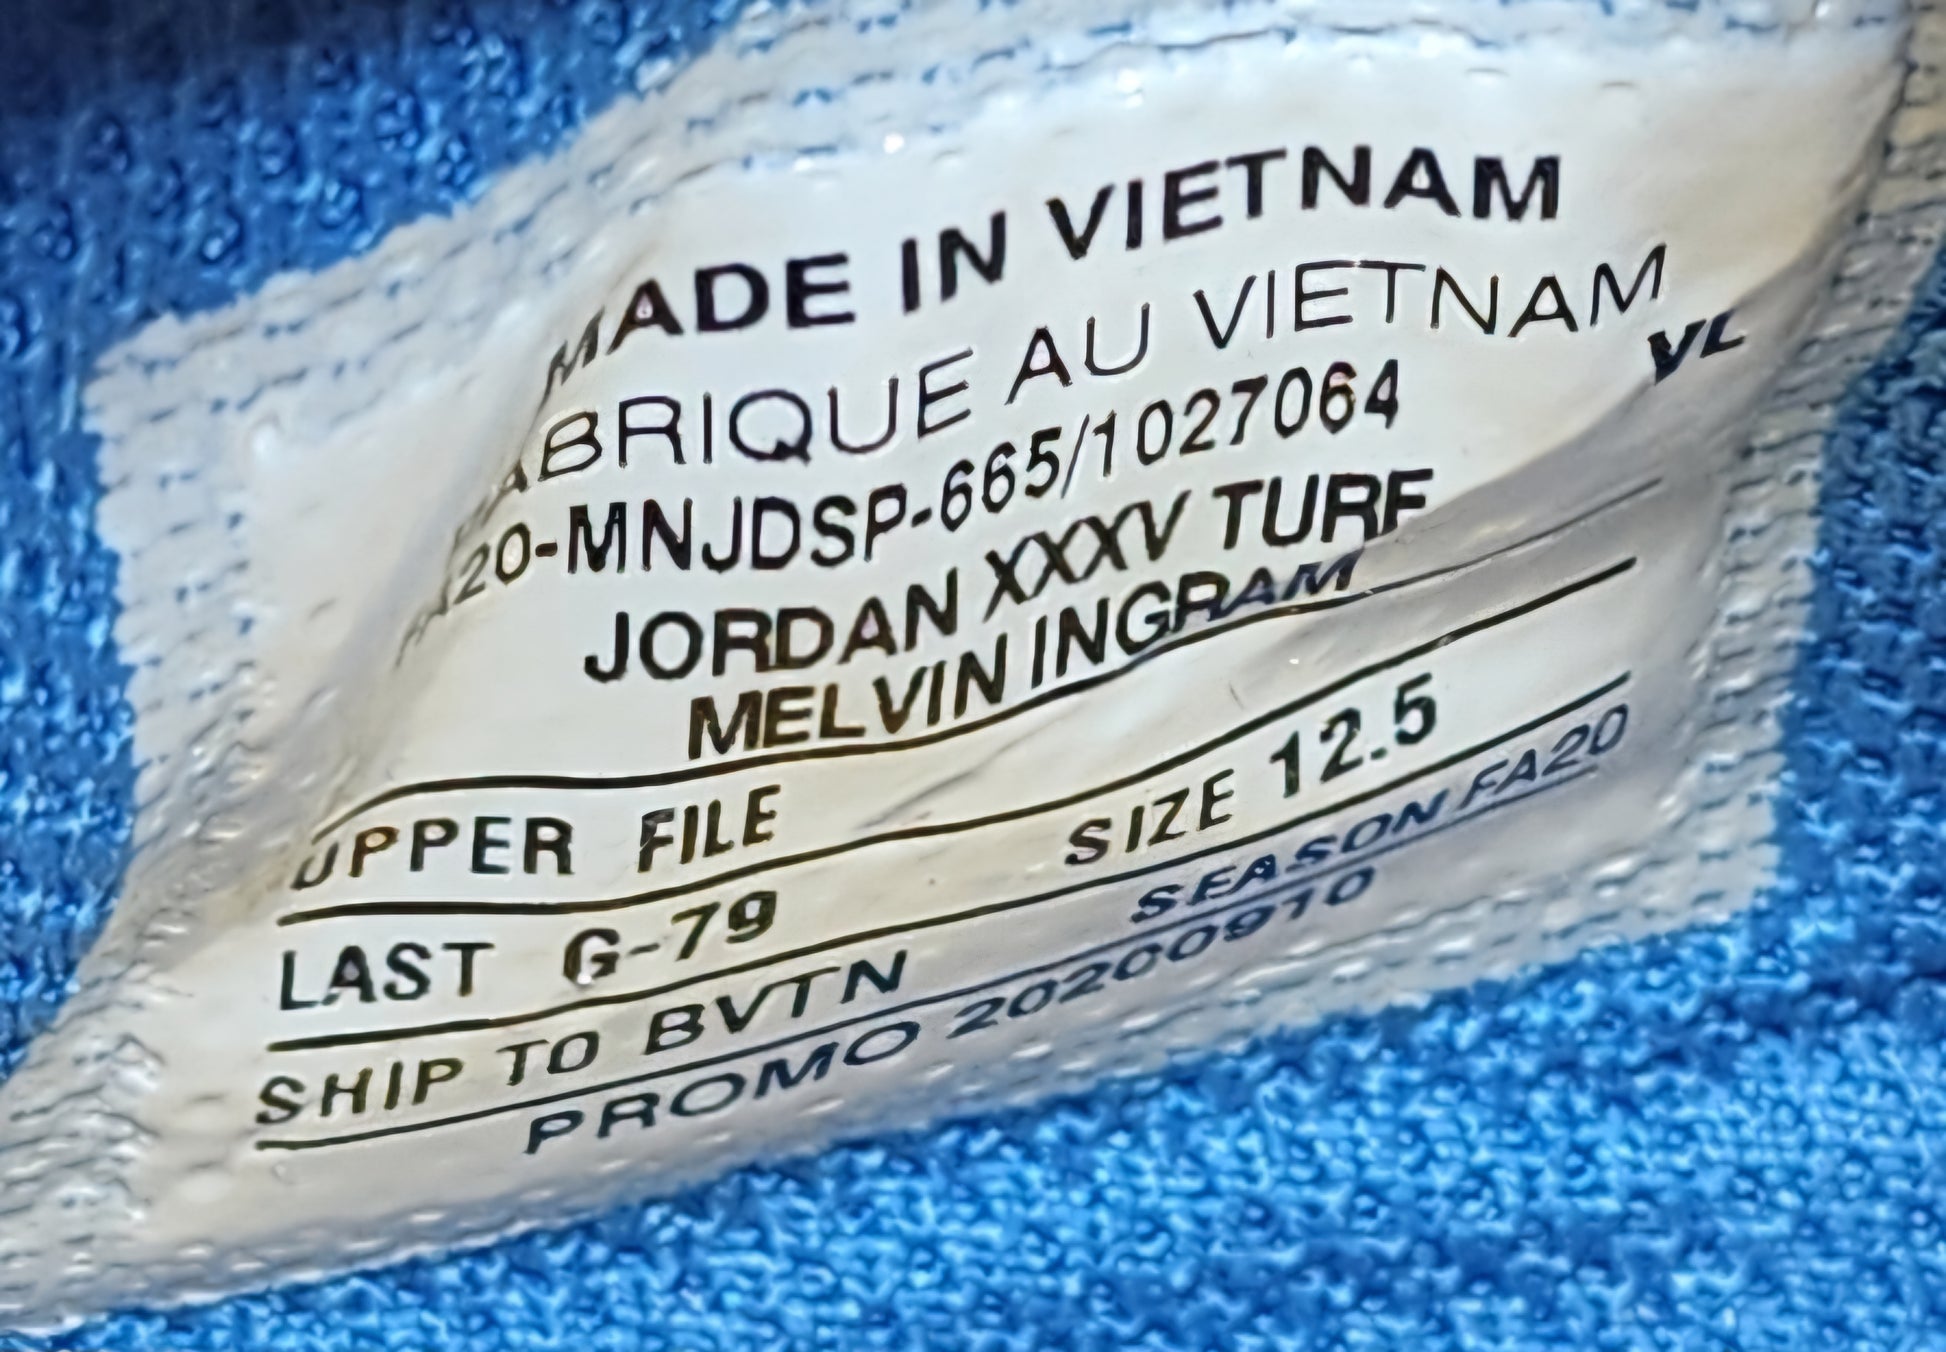 MADE IN VIETNAM
FABRIQUE AU VIETNAM
VL
20-MNJDSP-665/1027064
JORDAN XXXV TURF
MELVIN INGRAM
UPPER FILE
LAST G-79 SIZE 12.5
SHIP TO BVTN SEASON FA20
PROMO 20200910